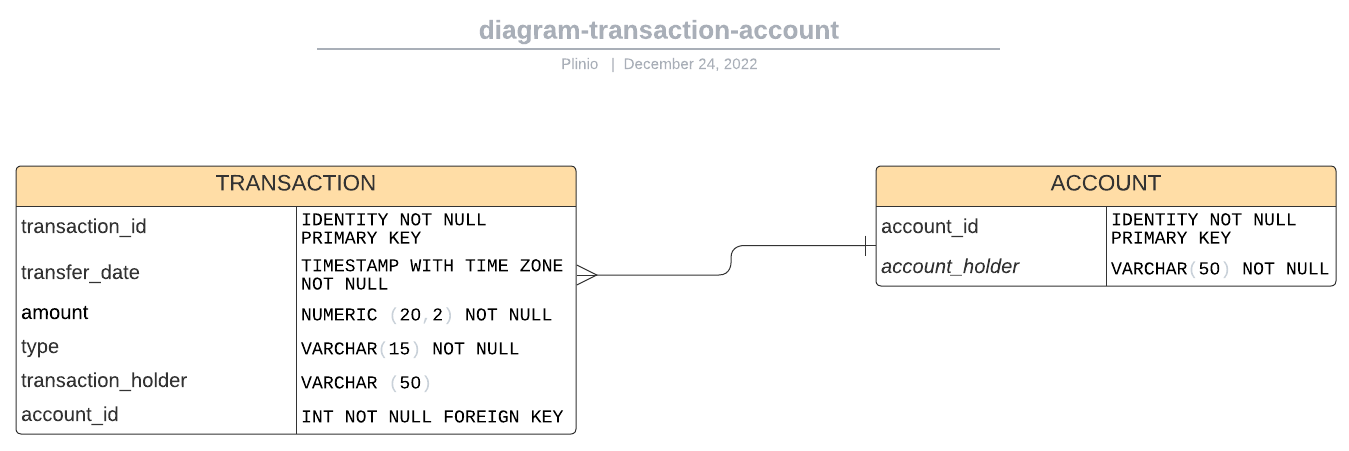 diagram-transaction-account
Plinio | December 24, 2022
TRANSACTION
transaction_id IDENTITY NOT NULL
PRIMARY KEY
transfer_date TIMESTAMP WITH TIME ZONE
NOT NULL
amount NUMERIC (20,2) NOT NULL
type VARCHAR(15) NOT NULL
transaction_holder VARCHAR (50)
account_id INT NOT NULL FOREIGN KEY
ACCOUNT
account_id IDENTITY NOT NULL
PRIMARY KEY
account_holder VARCHAR(50) NOT NULL